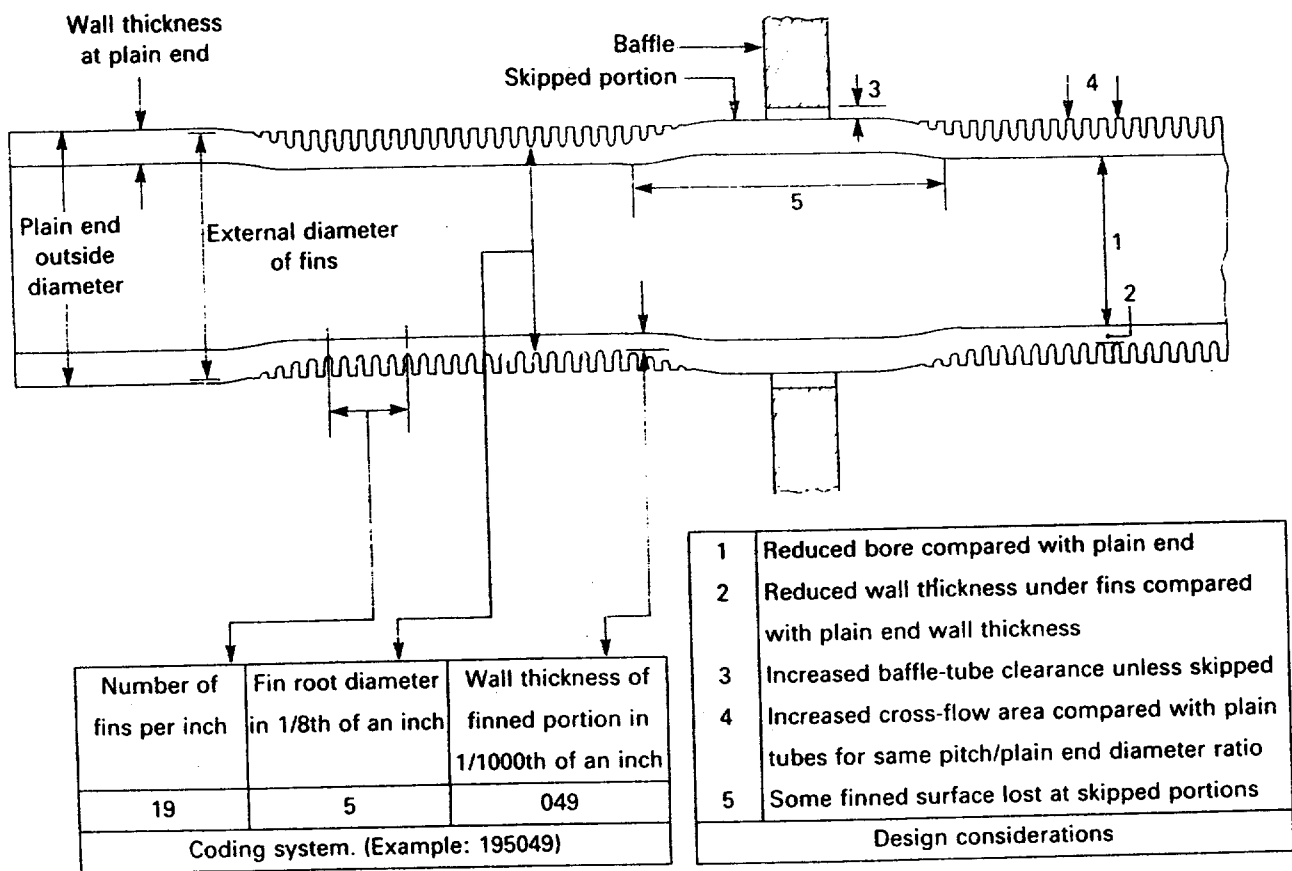 Wall thickness
at plain end
Baffle
Skipped portion
3
4
Plain end
outside
diameter
External diameter
of fins
5
1
2
Number of
fins per inch
Fin root diameter
in 1/8th of an inch
Wall thickness of
finned portion in
1/1000th of an inch
19
5
049
Coding system. (Example: 195049)
1 Reduced bore compared with plain end
2 Reduced wall thickness under fins compared
with plain end wall thickness
3 Increased baffle-tube clearance unless skipped
4 Increased cross-flow area compared with plain
tubes for same pitch/plain end diameter ratio
5 Some finned surface lost at skipped portions
Design considerations